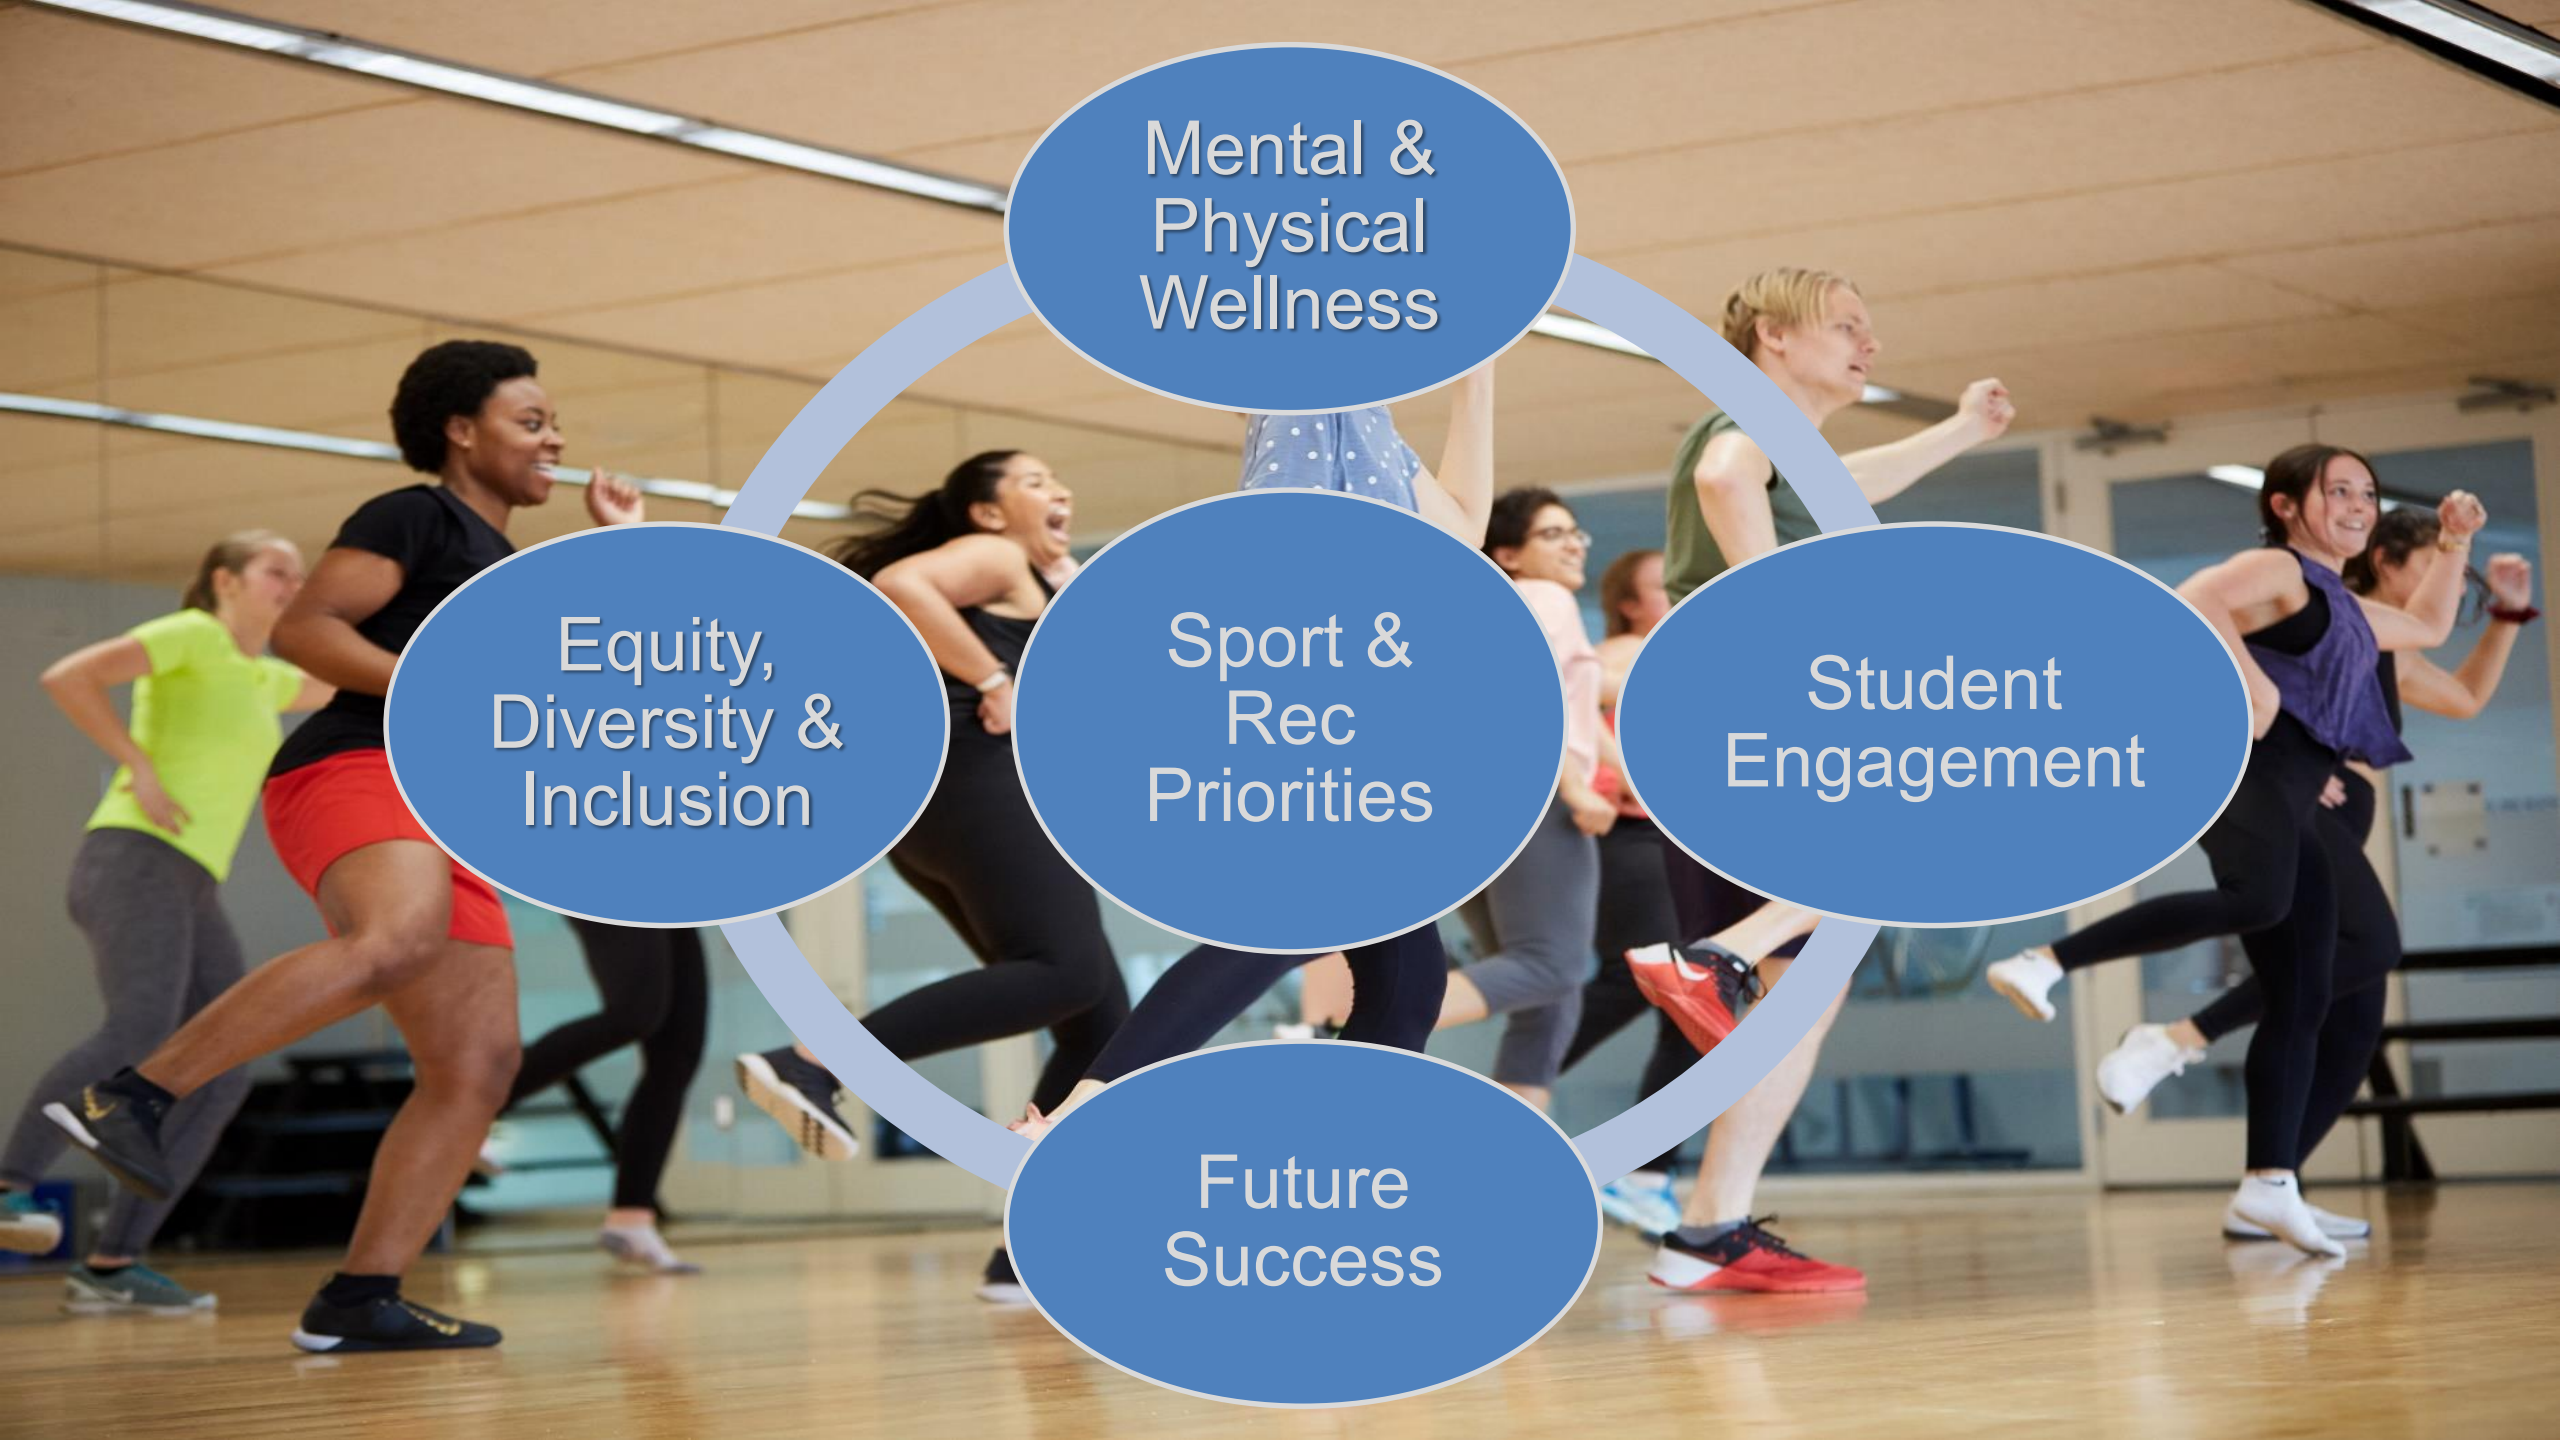 Mental &
Physical
Wellness
Equity,
Diversity &
Inclusion
Sport &
Rec
Priorities
Student
Engagement
Future
Success